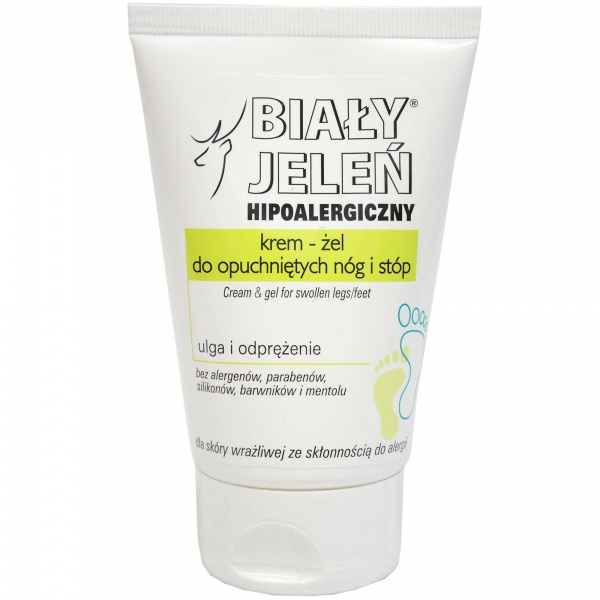 BIAŁY®
JELEŃ
HIPOALERGICZNY
krem - żel
do opuchniętych nóg i stóp
Cream & gel for swollen legs/feet
ulga i odprężenie
bez alergenów, parabenów,
silikonów, barwników i mentolu
dla skóry wrażliwej ze skłonnością do alergii